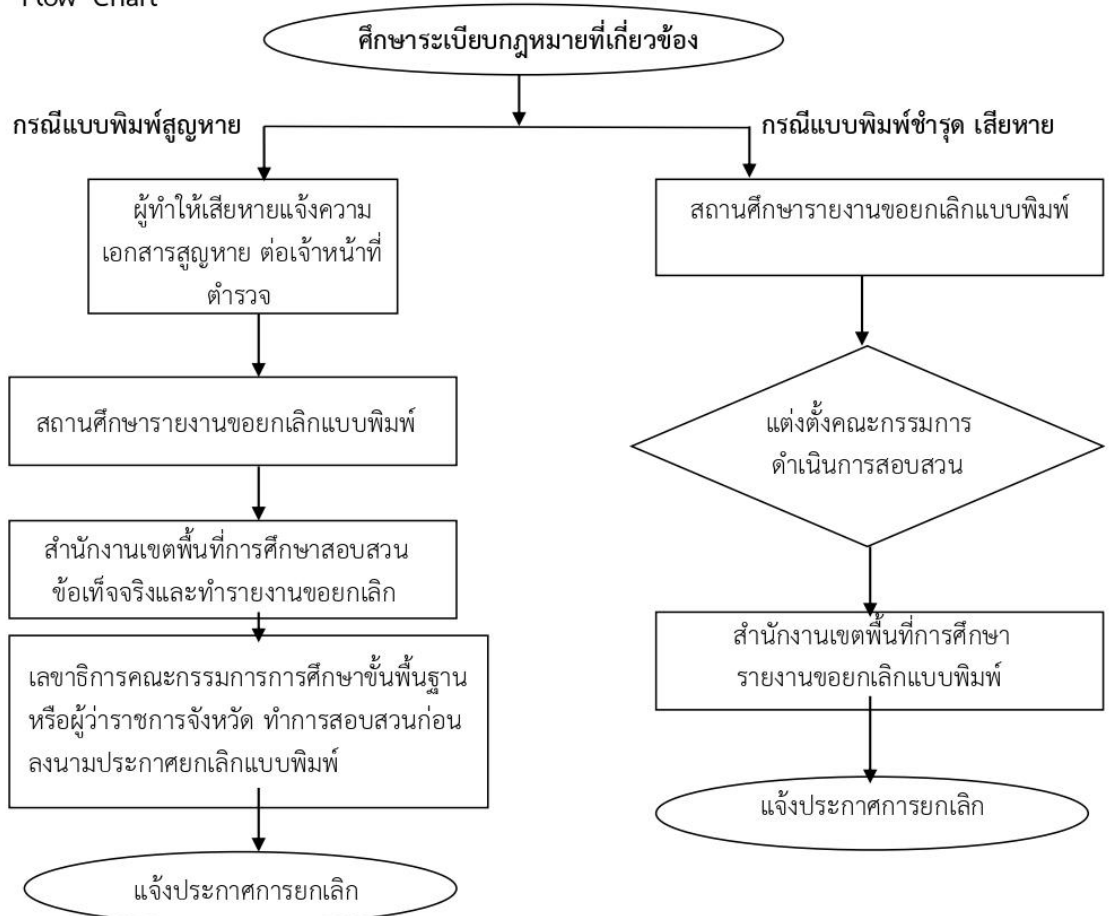 Flow Chart
ศึกษาระเบียบกฎหมายที่เกี่ยวข้อง
กรณีแบบพิมพ์สูญหาย
กรณีแบบพิมพ์ชำรุด เสียหาย
ผู้ทำให้เสียหายแจ้งความ
เอกสารสูญหาย ต่อเจ้าหน้าที่
ตำรวจ
สถานศึกษารายงานขอยกเลิกแบบพิมพ์
สำนักงานเขตพื้นที่การศึกษาสอบสวน
ข้อเท็จจริงและทำรายงานขอยกเลิก
เลขาธิการคณะกรรมการการศึกษาขั้นพื้นฐาน
หรือผู้ว่าราชการจังหวัด ทำการสอบสวนก่อน
ลงนามประกาศยกเลิกแบบพิมพ์
แจ้งประกาศการยกเลิก
สถานศึกษารายงานขอยกเลิกแบบพิมพ์
แต่งตั้งคณะกรรมการ
ดำเนินการสอบสวน
สำนักงานเขตพื้นที่การศึกษา
รายงานขอยกเลิกแบบพิมพ์
แจ้งประกาศการยกเลิก